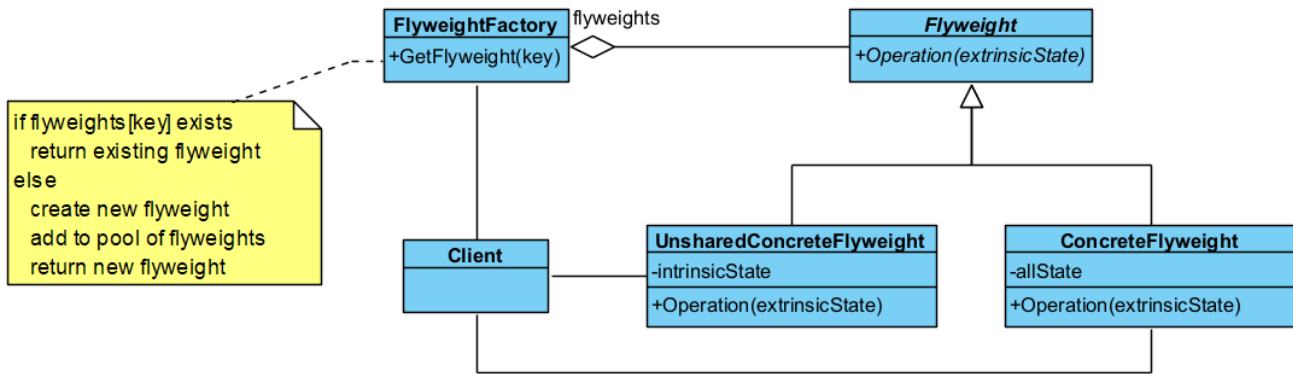 FlyweightFactory
+GetFlyweight(key)
flyweights
Flyweight
+Operation(extrinsicState)
if flyweights[key] exists
return existing flyweight
else
create new flyweight
add to pool of flyweights
return new flyweight
Client
UnsharedConcreteFlyweight
-intrinsicState
+Operation(extrinsicState)
ConcreteFlyweight
-allState
+Operation(extrinsicState)